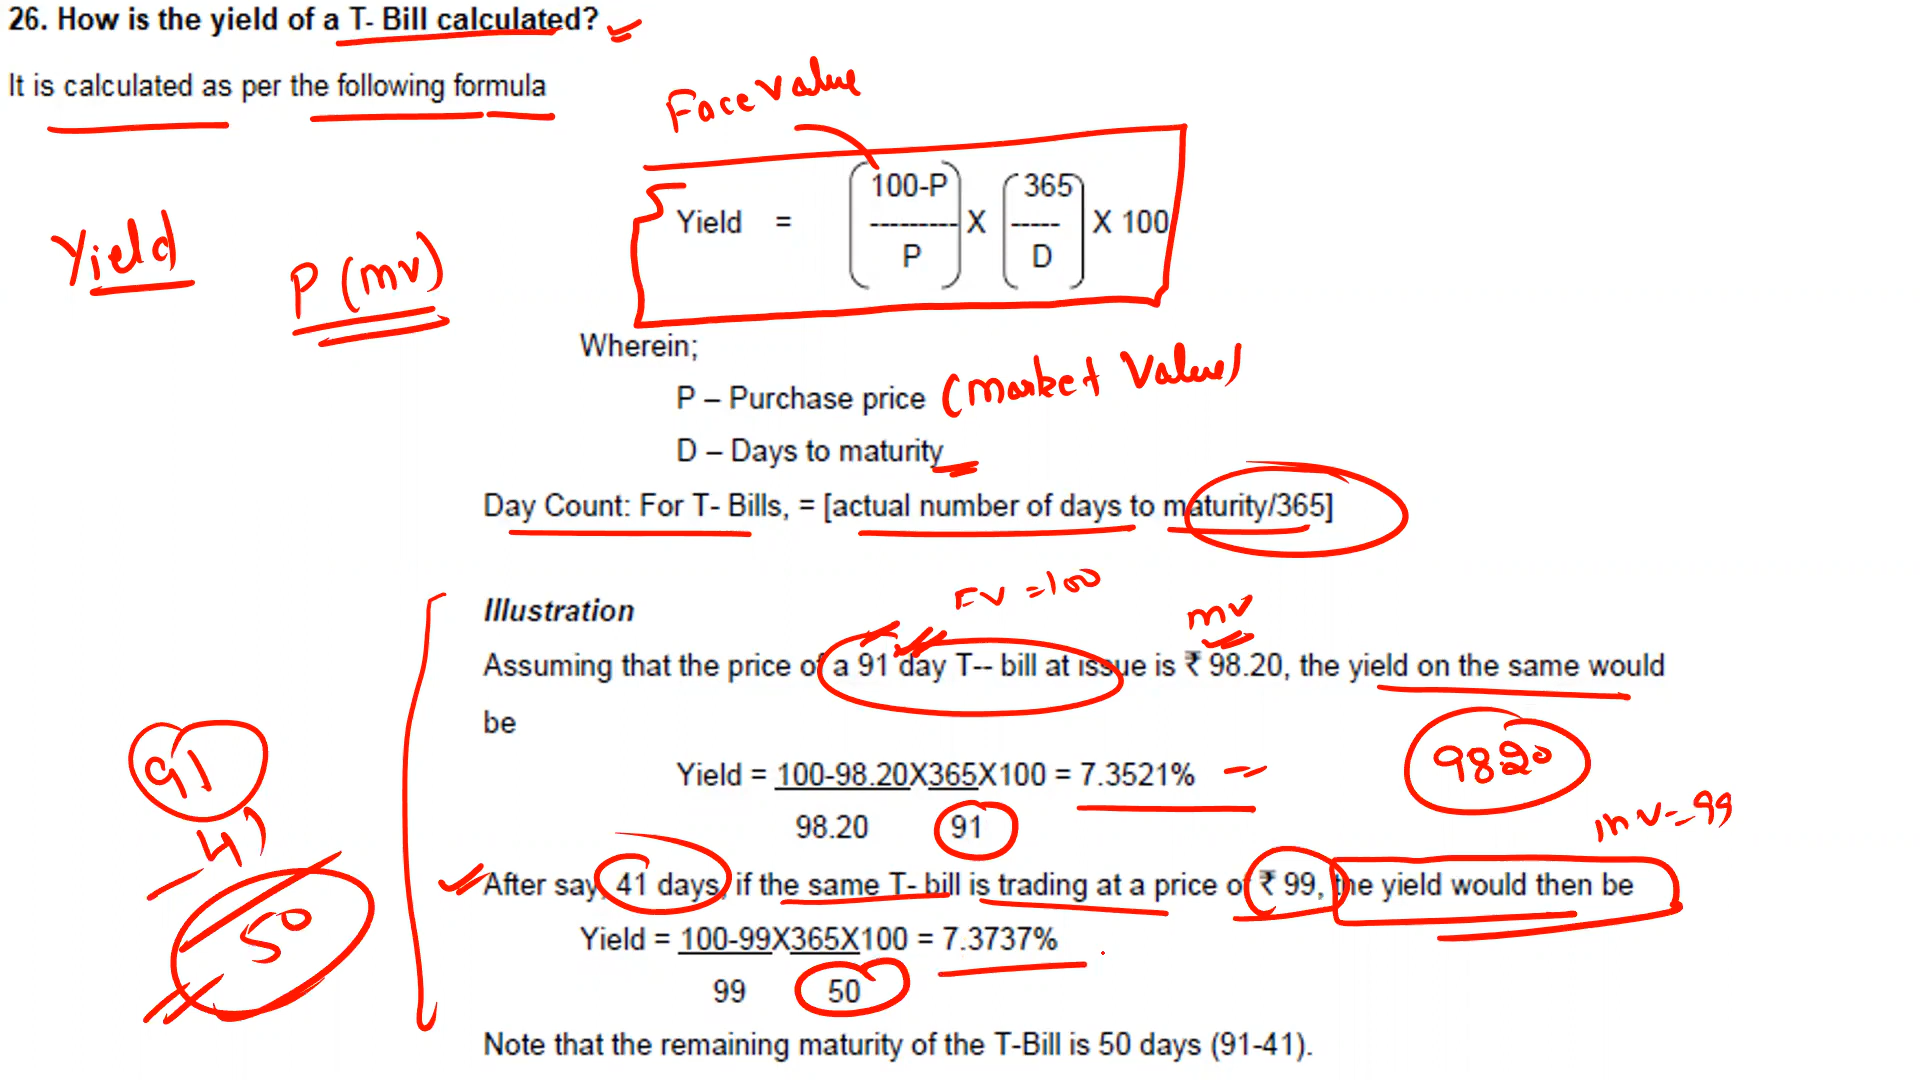 26. How is the yield of a T- Bill calculated?
It is calculated as per the following formula
Face Value
Yield = (100-P / P) X (365 / D) X 100
Yield
P (mv)
Wherein;
P – Purchase price (Market Value)
D – Days to maturity
Day Count: For T- Bills, = [actual number of days to maturity/365]
FV =100
mv
Illustration
Assuming that the price of a 91 day T-- bill at issue is ₹ 98.20, the yield on the same would
be
98.20
91
41
50
Yield = 100-98.20X365X100 = 7.3521%
98.20 91
mv=99
After say, 41 days, if the same T- bill is trading at a price of ₹ 99, the yield would then be
Yield = 100-99X365X100 = 7.3737%
99 50
Note that the remaining maturity of the T-Bill is 50 days (91-41).